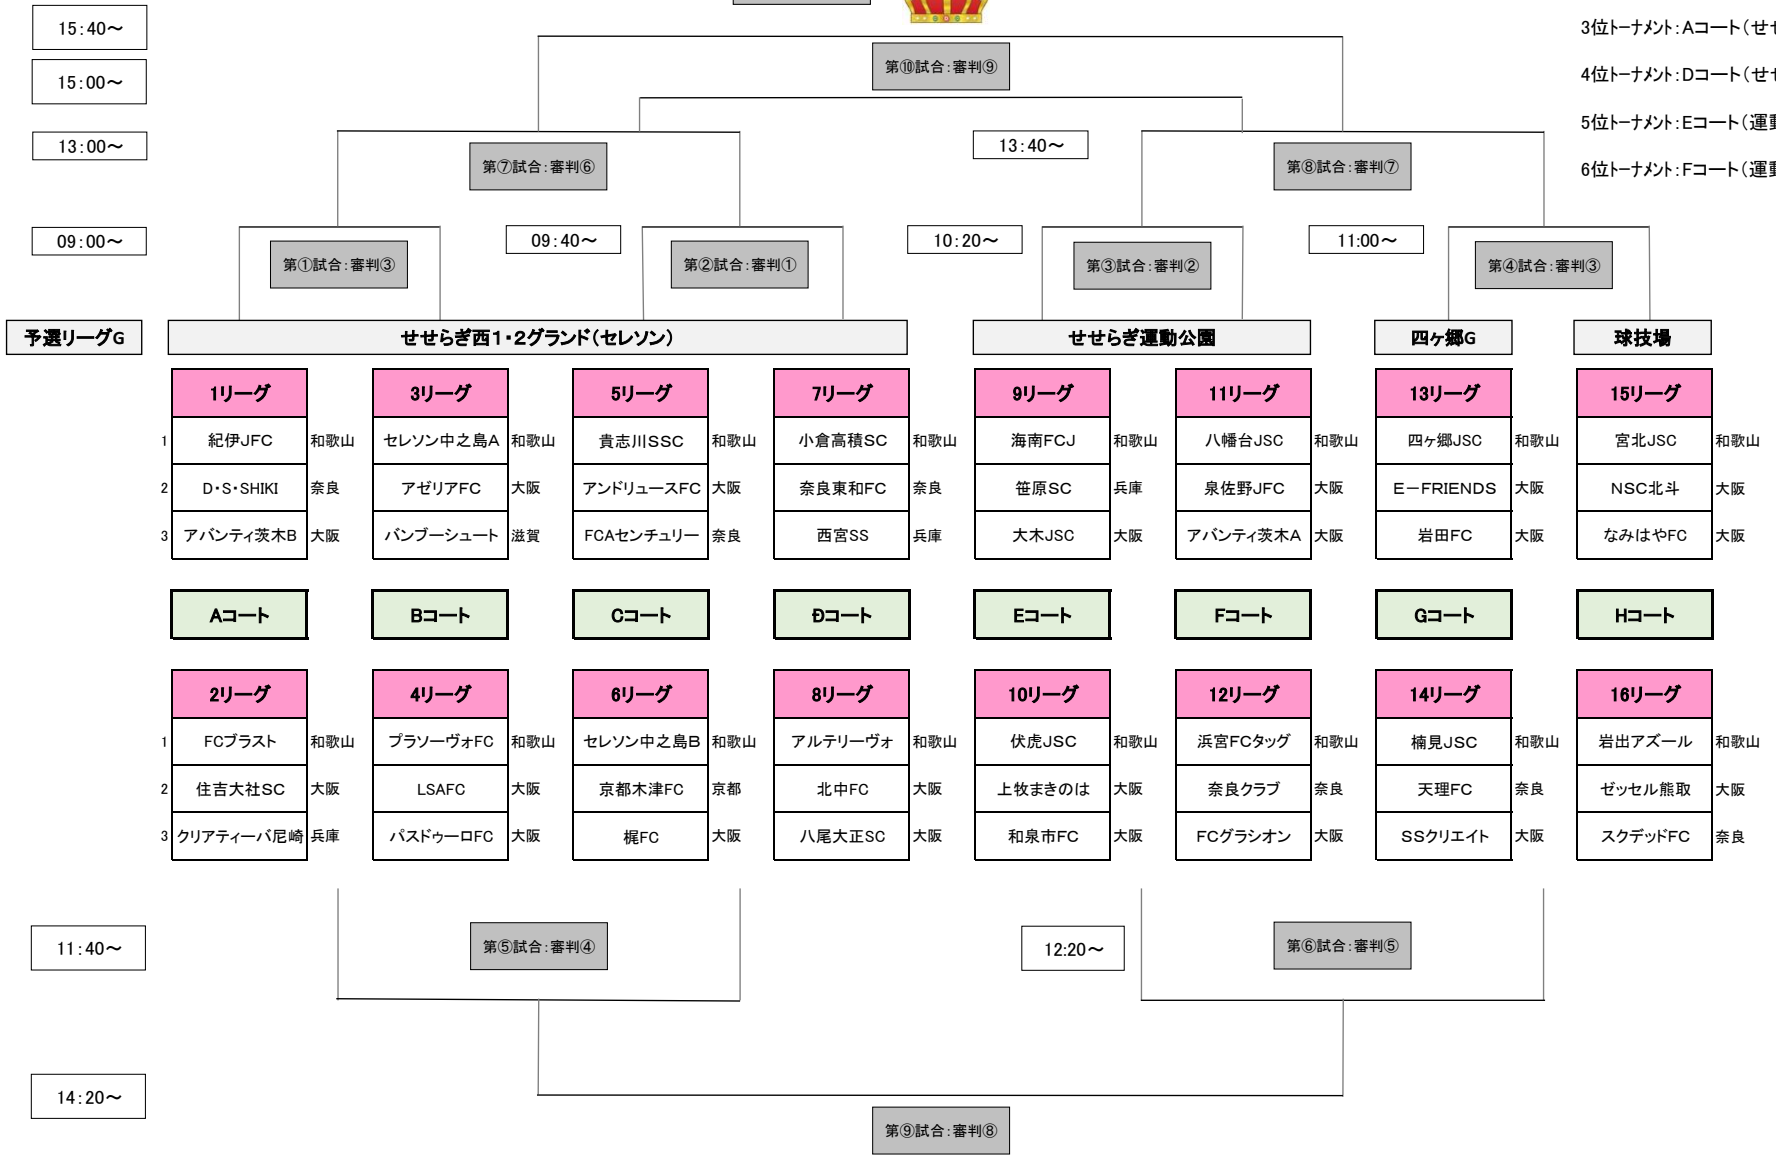 15:40～
3位トーナメント:Aコート(せせ
第⑩試合:審判⑨
15:00～
4位トーナメント:Dコート(せせ
5位トーナメント:Eコート(運動
13:00～
13:40～
第⑦試合:審判⑥
第⑧試合:審判⑦
6位トーナメント:Fコート(運動
09:00～
09:40～
10:20～
11:00～
第①試合:審判③
第②試合:審判①
第③試合:審判②
第④試合:審判③
予選リーグG
せせらぎ西1・2グランド(セレソン)
せせらぎ運動公園
四ヶ郷G
球技場
1リーグ 3リーグ 5リーグ 7リーグ 9リーグ 11リーグ 13リーグ 15リーグ
1 紀伊JFC 和歌山 セレソン中之島A 和歌山 貴志川SSC 和歌山 小倉高積SC 和歌山 海南FCJ 和歌山 八幡台JSC 和歌山 四ヶ郷JSC 和歌山 宮北JSC 和歌山
2 D・S・SHIKI 奈良 アゼリアFC 大阪 アンドリュースFC 大阪 奈良東和FC 奈良 笹原SC 兵庫 泉佐野JFC 大阪 E－FRIENDS 大阪 NSC北斗 大阪
3 アバンティ茨木B 大阪 バンブーシュート 滋賀 FCAセンチュリー 奈良 西宮SS 兵庫 大木JSC 大阪 アバンティ茨木A 大阪 岩田FC 大阪 なみはやFC 大阪
Aコート Bコート Cコート Dコート Eコート Fコート Gコート Hコート
2リーグ 4リーグ 6リーグ 8リーグ 10リーグ 12リーグ 14リーグ 16リーグ
1 FCブラスト 和歌山 プラソーヴォFC 和歌山 セレソン中之島B 和歌山 アルテリーヴォ 和歌山 伏虎JSC 和歌山 浜宮FCタッグ 和歌山 楠見JSC 和歌山 岩出アズール 和歌山
2 住吉大社SC 大阪 LSAFC 大阪 京都木津FC 京都 北中FC 大阪 上牧まきのは 大阪 奈良クラブ 奈良 天理FC 奈良 ゼッセル熊取 大阪
3 クリアティーバ尼崎 兵庫 パスドゥーロFC 大阪 梶FC 大阪 八尾大正SC 大阪 和泉市FC 大阪 FCグラシオン 大阪 SSクリエイト 大阪 スクデッドFC 奈良
11:40～
第⑤試合:審判④
12:20～
第⑥試合:審判⑤
14:20～
第⑨試合:審判⑧